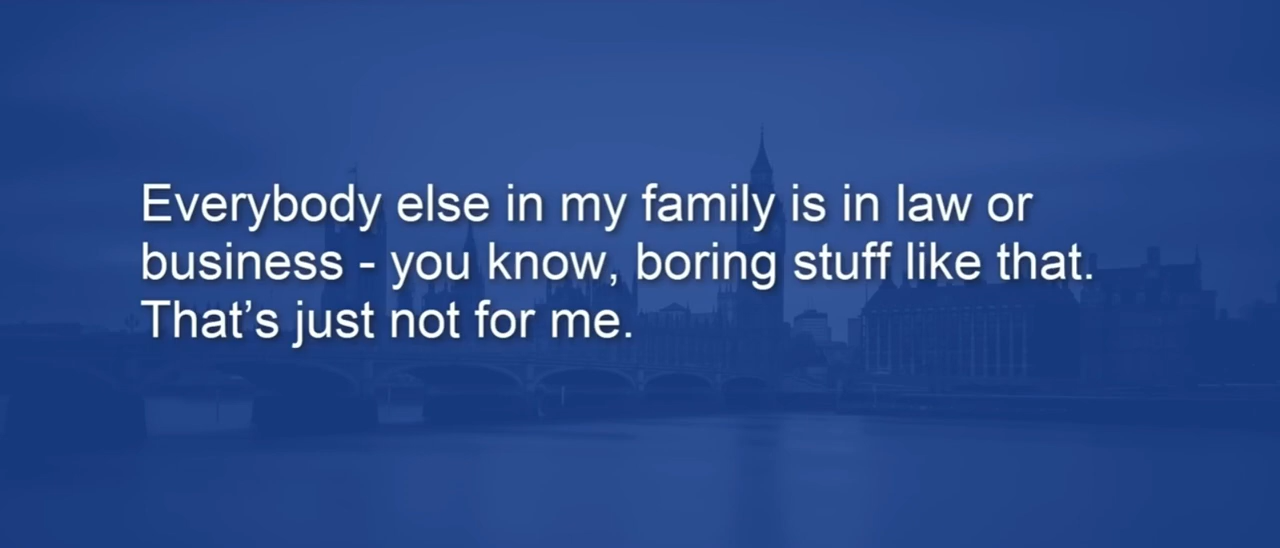 Everybody else in my family is in law or
business - you know, boring stuff like that.
That’s just not for me.